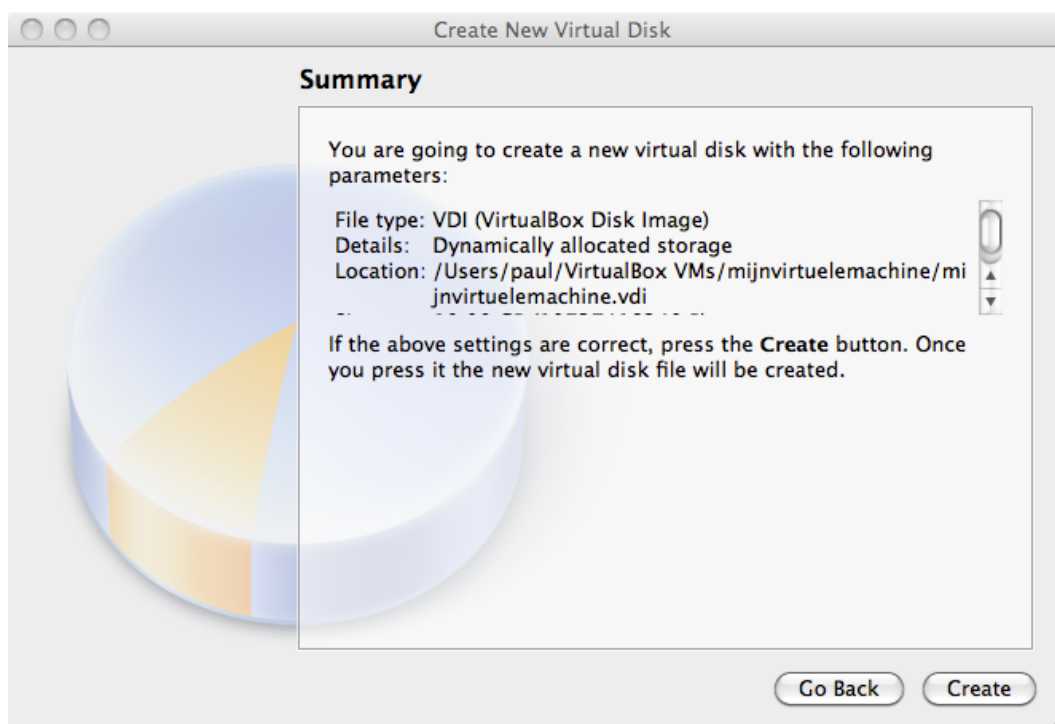 Create New Virtual Disk
Summary
You are going to create a new virtual disk with the following
parameters:
File type: VDI (VirtualBox Disk Image)
Details: Dynamically allocated storage
Location: /Users/paul/VirtualBox VMs/mijnvirtuelemachine/mi
jnvirtuelemachine.vdi
If the above settings are correct, press the Create button. Once
you press it the new virtual disk file will be created.
Go Back
Create